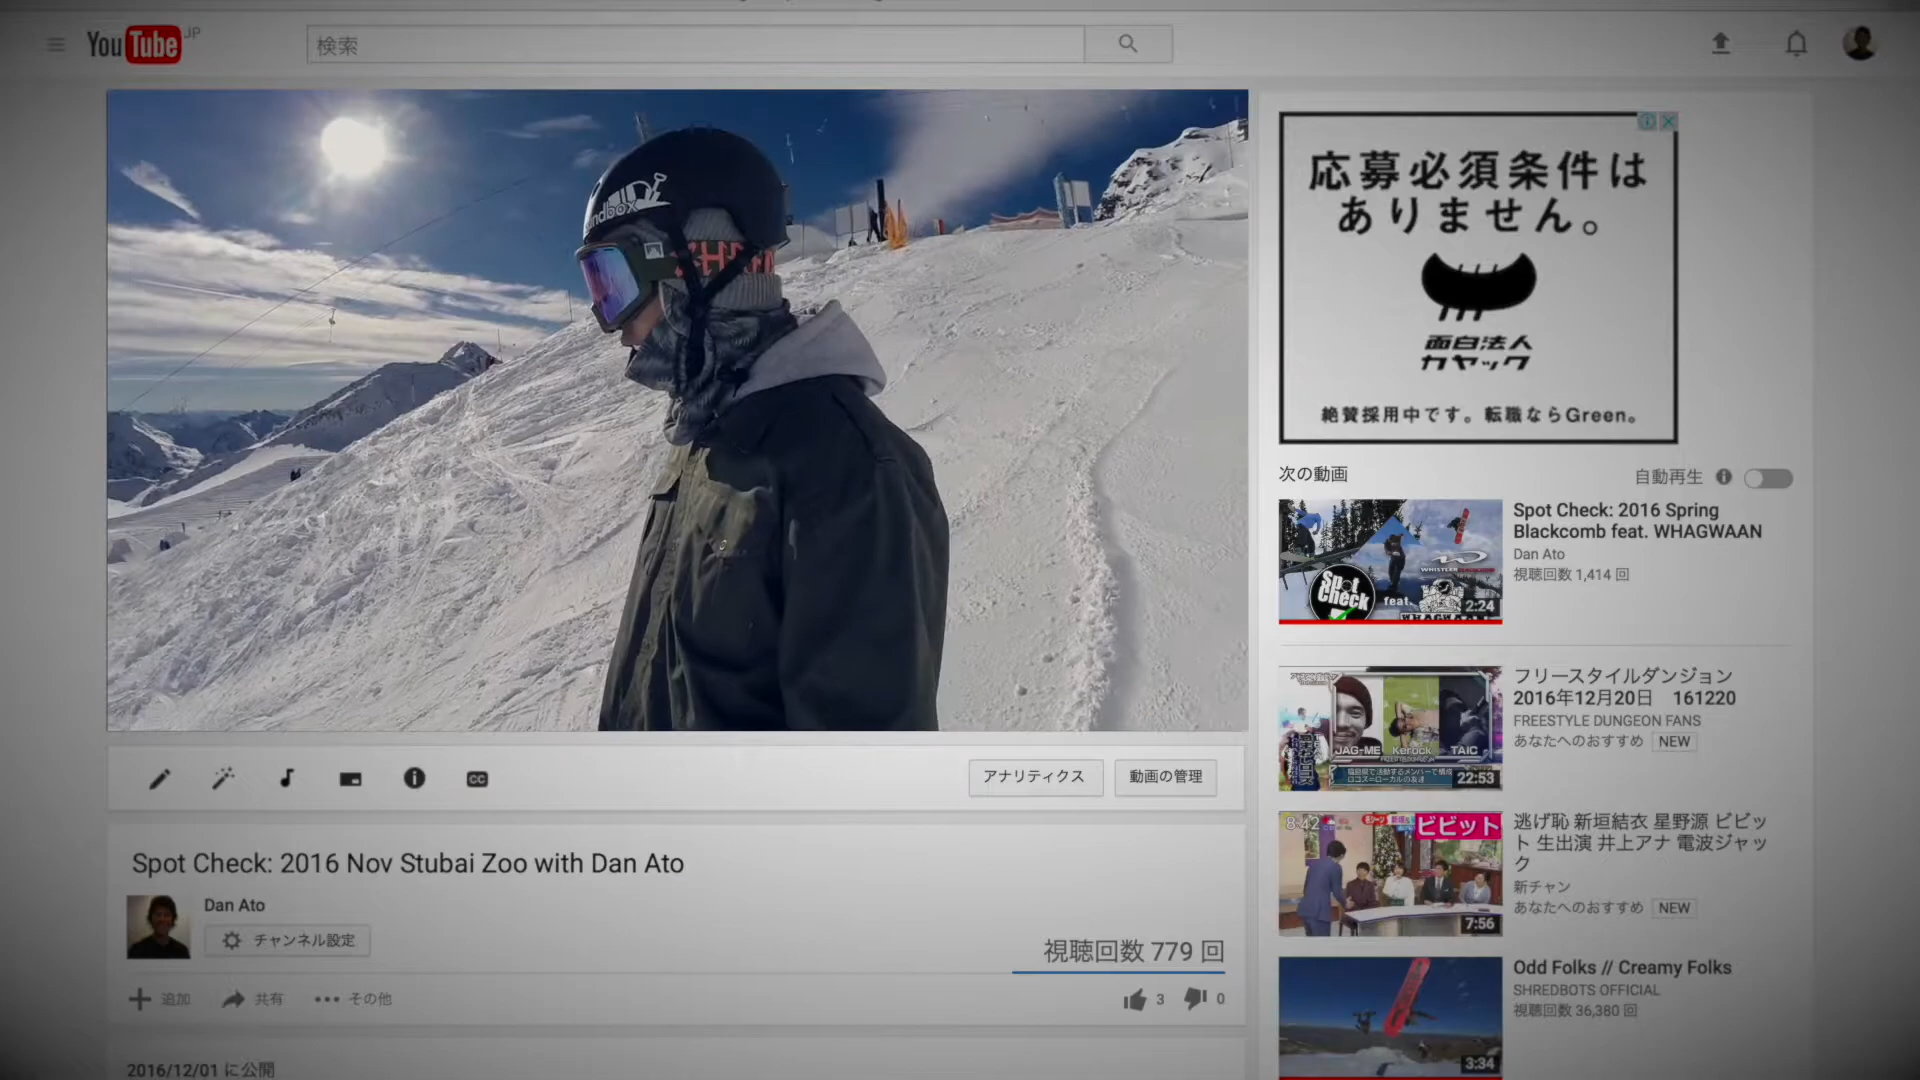 YouTube JP
検索
応募必須条件は
ありません。
面白法人
カヤック
絶賛採用中です。転職ならGreen。
次の動画
自動再生
Spot Check: 2016 Spring
Blackcomb feat. WHAGWAAN
Dan Ato
視聴回数 1,414 回
Spot
Check
feat.
2:24
フリースタイルダンジョン
2016年12月20日 161220
FREESTYLE DUNGEON FANS
あなたへのおすすめ NEW
JAG-ME Kerock TAIC
22:53
逃げ恥 新垣結衣 星野源 ビビッ
ト 生出演 井上アナ 電波ジャッ
ク
新チャン
あなたへのおすすめ NEW
8:42
ビビット
7:56
Odd Folks // Creamy Folks
SHREDBOTS OFFICIAL
視聴回数 36,380 回
3:34
CC
アナリティクス
動画の管理
Spot Check: 2016 Nov Stubai Zoo with Dan Ato
Dan Ato
チャンネル設定
視聴回数 779 回
追加
共有
その他
3
0
2016/12/01 に公開